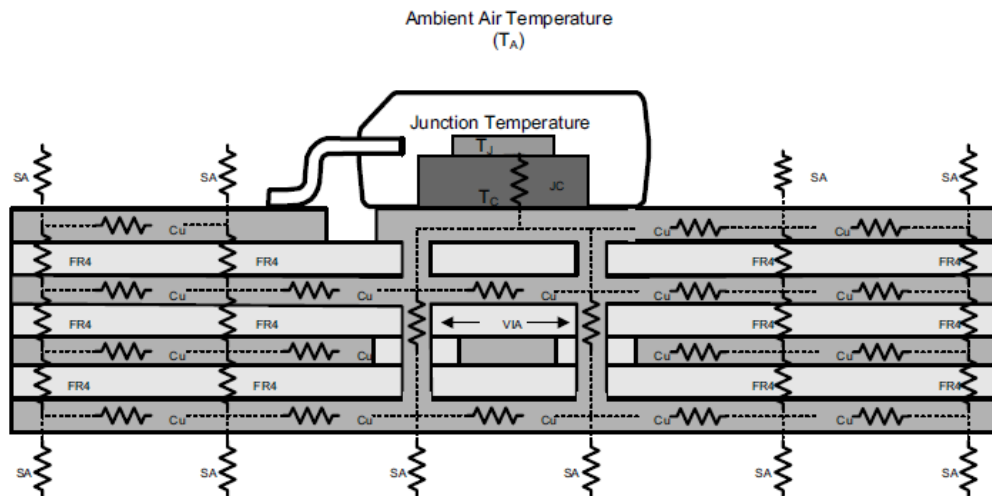 Ambient Air Temperature
(TA)
Junction Temperature
TJ
SA SA JC SA SA
TC
Cu Cu Cu
FR4 FR4 FR4 FR4
Cu Cu Cu Cu Cu
FR4 FR4 VIA FR4 FR4
Cu Cu Cu Cu
FR4 FR4 FR4 FR4
Cu Cu Cu Cu Cu
SA SA SA SA SA SA